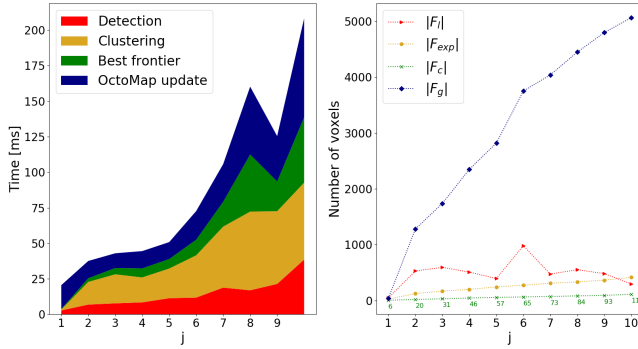 Detection
Clustering
Best frontier
OctoMap update
Time [ms]
200
175
150
125
100
75
50
25
0
1 2 3 4 5 6 7 8 9
j
|F_l|
|F_exp|
|F_c|
|F_g|
Number of voxels
5000
4000
3000
2000
1000
0
6 20 31 46 57 65 73 84 93 11
1 2 3 4 5 6 7 8 9 10
j